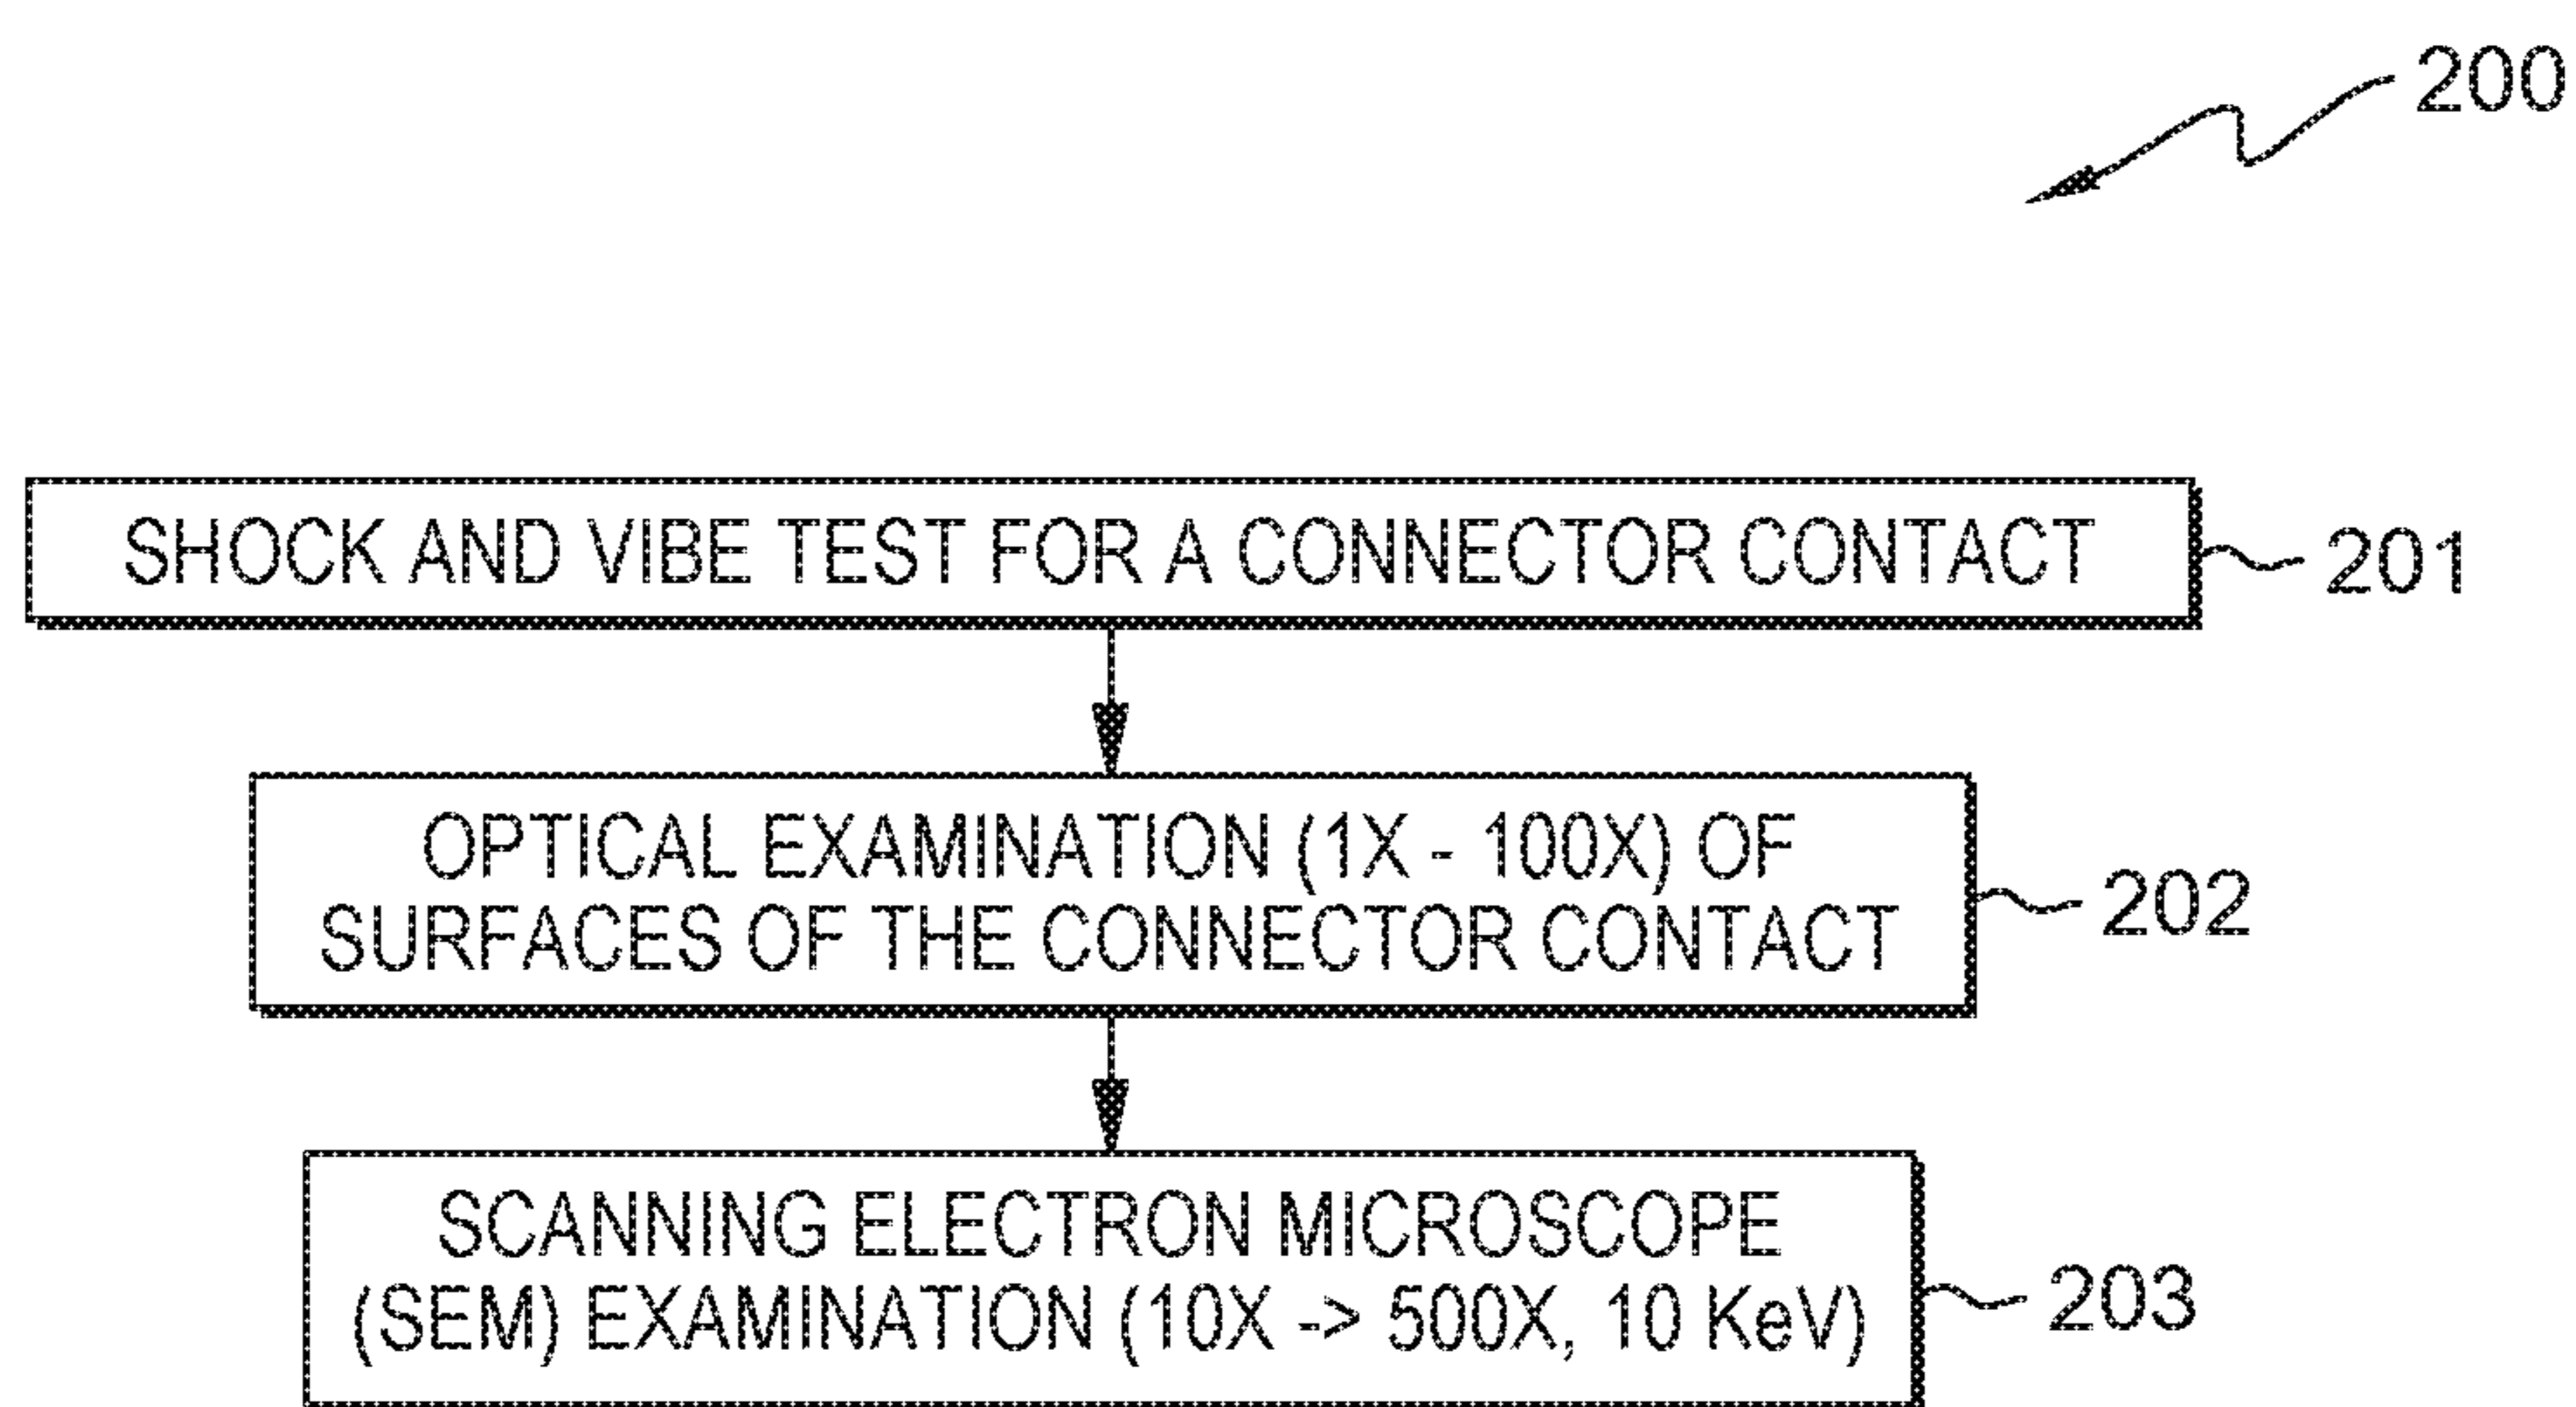 200
SHOCK AND VIBE TEST FOR A CONNECTOR CONTACT
201
OPTICAL EXAMINATION (1X - 100X) OF
SURFACES OF THE CONNECTOR CONTACT
202
SCANNING ELECTRON MICROSCOPE
(SEM) EXAMINATION (10X -> 500X, 10 KeV)
203